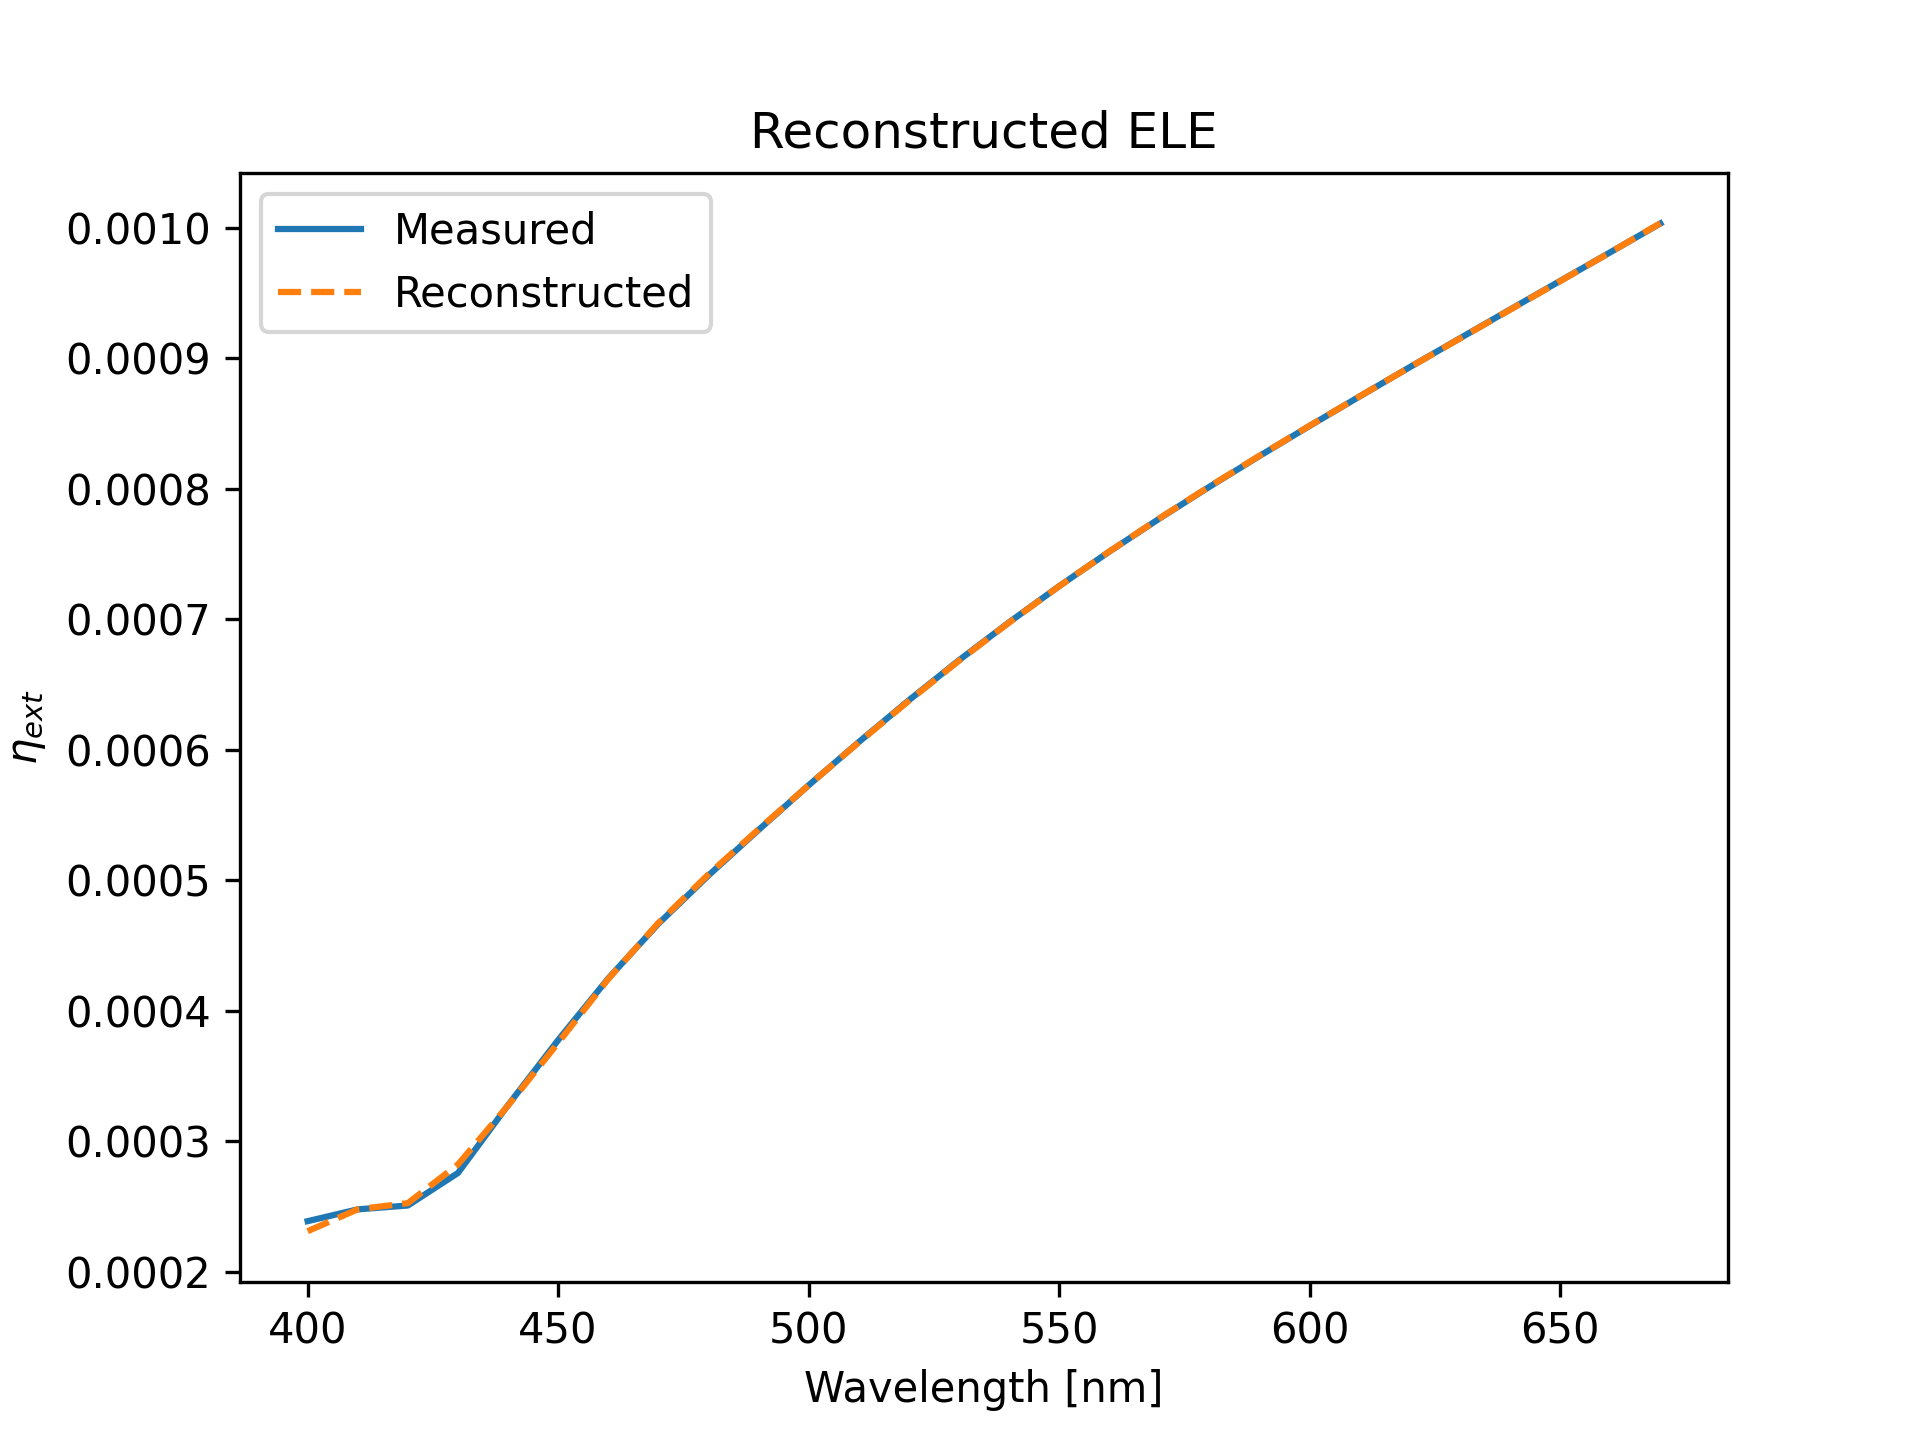 Reconstructed ELE
Measured
Reconstructed
0.0010
0.0009
0.0008
0.0007
0.0006
0.0005
0.0004
0.0003
0.0002
η_ext
400 450 500 550 600 650
Wavelength [nm]